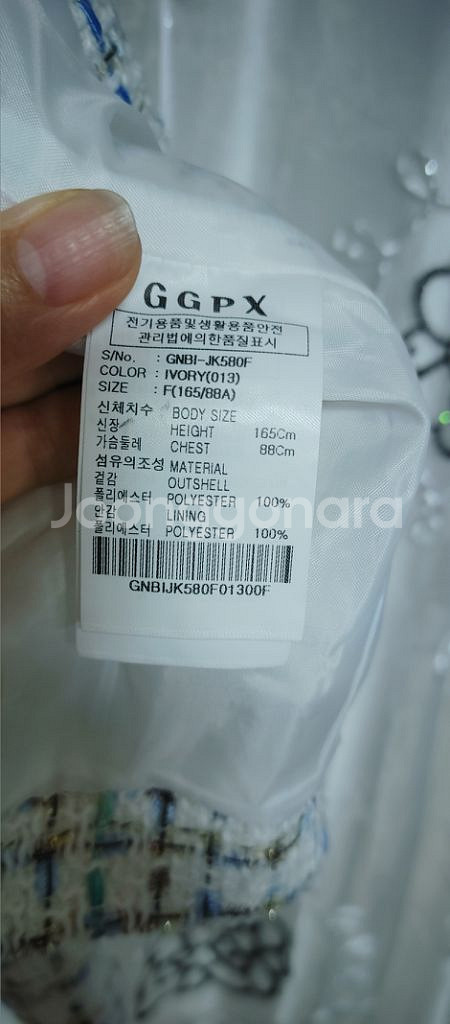 GGPX
전기용품및생활용품안전
관리법에의한품질표시
S/No. : GNBI-JK580F
COLOR : IVORY(013)
SIZE : F(165/88A)
신체치수 BODY SIZE
신장 HEIGHT 165Cm
가슴둘레 CHEST 88Cm
섬유의조성 MATERIAL
겉감 OUTSHELL
폴리에스터 POLYESTER 100%
안감 LINING
폴리에스터 POLYESTER 100%
Joonggonara
GNBIJK580F01300F